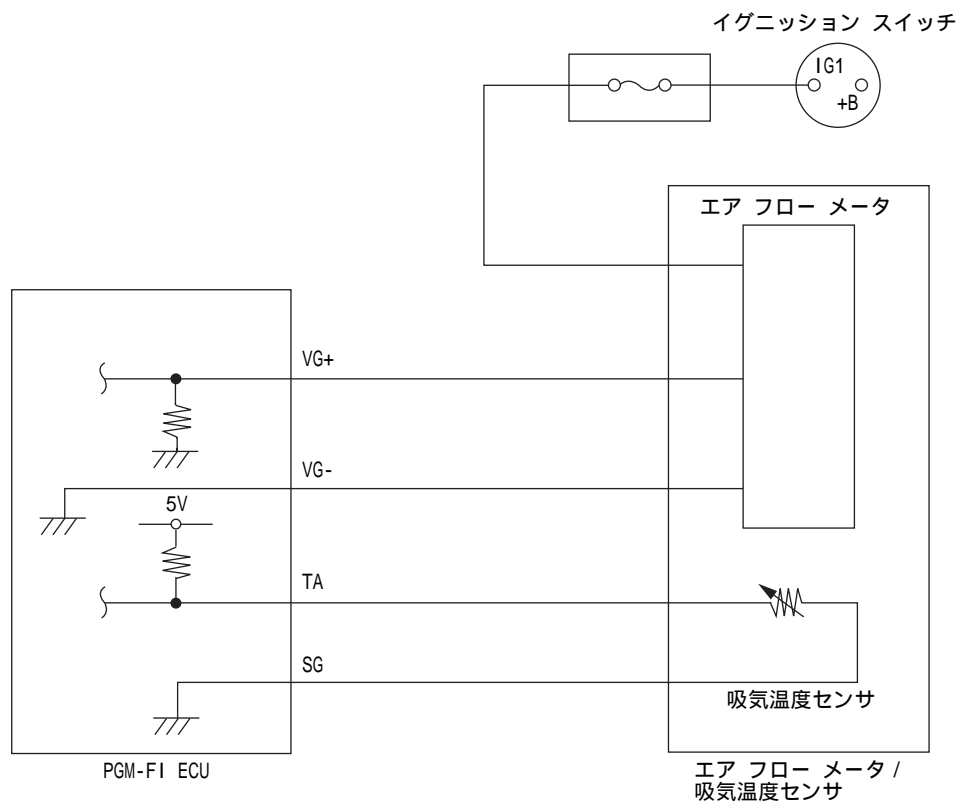 イグニッション スイッチ
IG1
+B
エア フロー メータ
VG+
VG-
5V
TA
SG
吸気温度センサ
PGM-FI ECU
エア フロー メータ /
吸気温度センサ